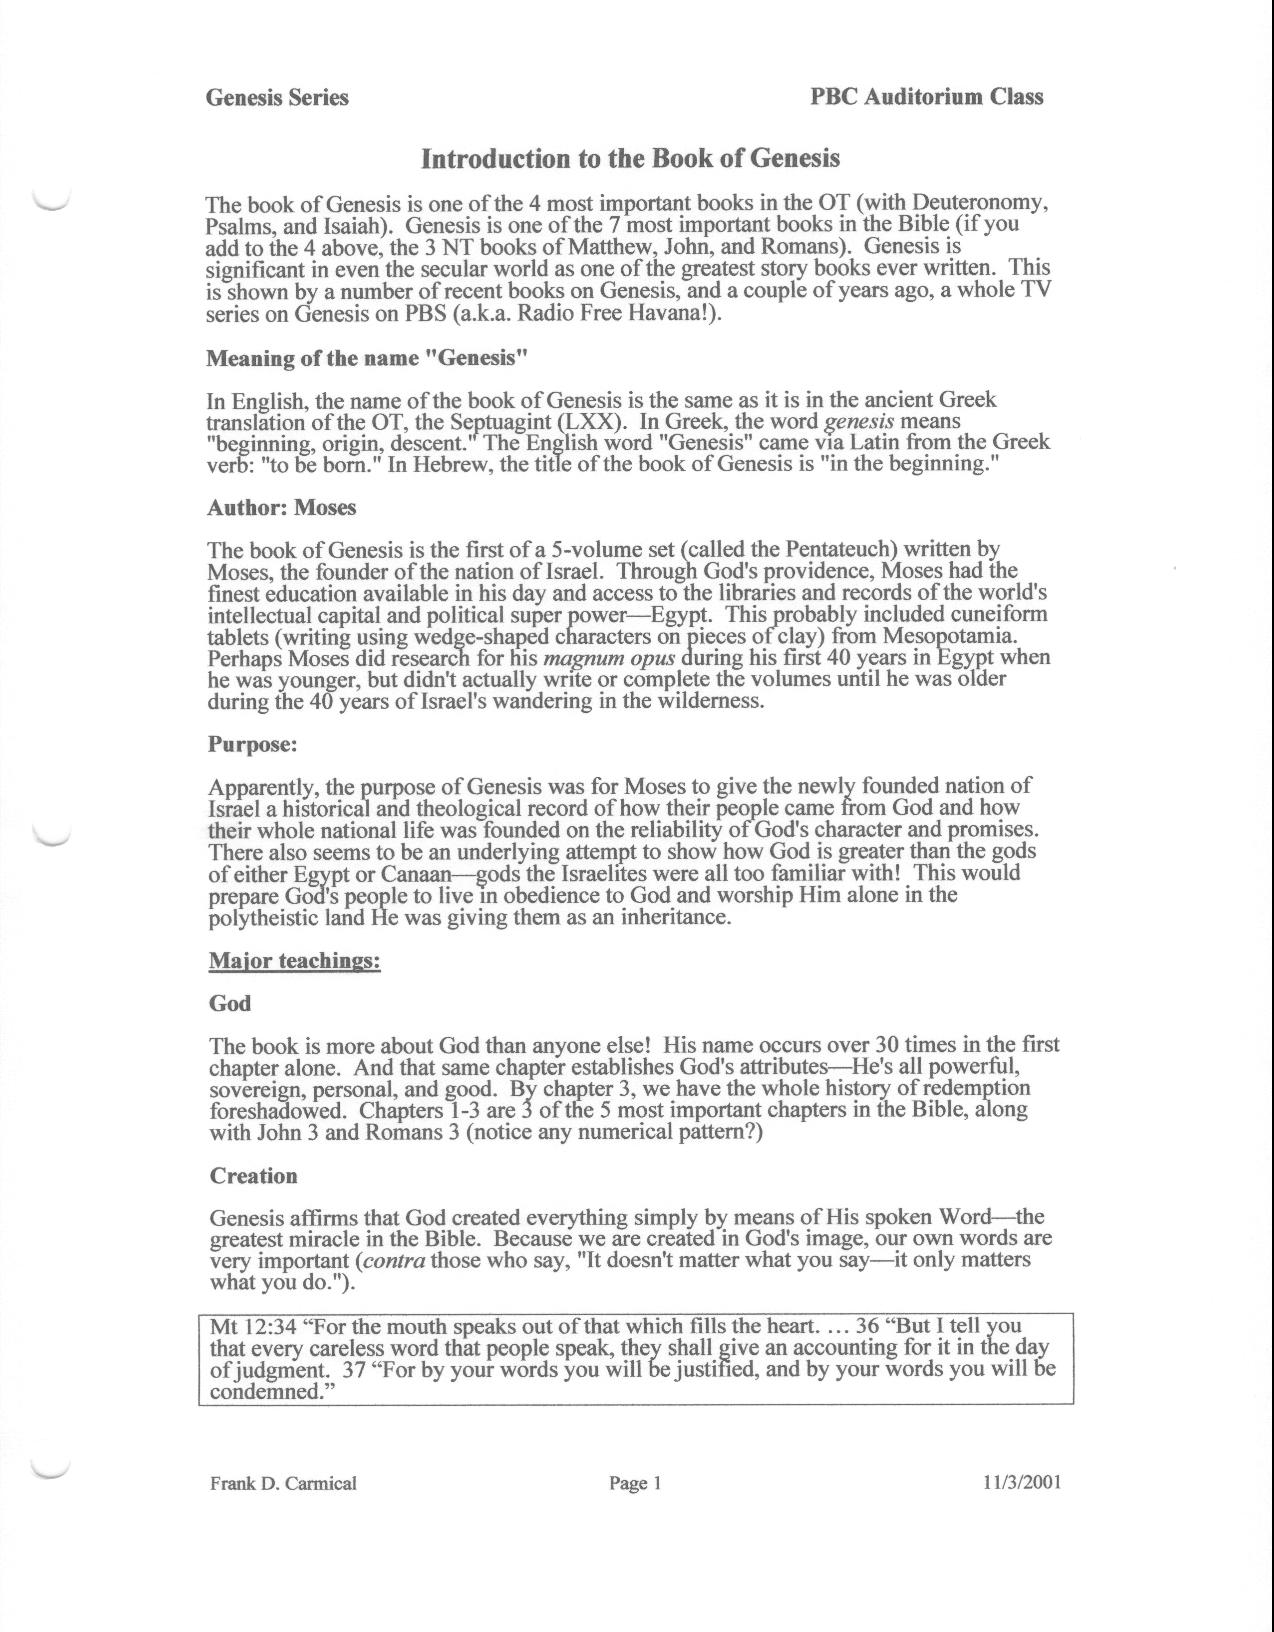 Genesis Series PBC Auditorium Class
Introduction to the Book of Genesis
The book of Genesis is one of the 4 most important books in the OT (with Deuteronomy,
Psalms, and Isaiah).  Genesis is one of the 7 most important books in the Bible (if you
add to the 4 above, the 3 NT books of Matthew, John, and Romans).  Genesis is
significant in even the secular world as one of the greatest story books ever written.  This
is shown by a number of recent books on Genesis, and a couple of years ago, a whole TV
series on Genesis on PBS (a.k.a. Radio Free Havana!).
Meaning of the name "Genesis"
In English, the name of the book of Genesis is the same as it is in the ancient Greek
translation of the OT, the Septuagint (LXX).  In Greek, the word genesis means
"beginning, origin, descent." The English word "Genesis" came via Latin from the Greek
verb: "to be born." In Hebrew, the title of the book of Genesis is "in the beginning."
Author: Moses
The book of Genesis is the first of a 5-volume set (called the Pentateuch) written by
Moses, the founder of the nation of Israel.  Through God's providence, Moses had the
finest education available in his day and access to the libraries and records of the world's
intellectual capital and political super power—Egypt.  This probably included cuneiform
tablets (writing using wedge-shaped characters on pieces of clay) from Mesopotamia.
Perhaps Moses did research for his magnum opus during his first 40 years in Egypt when
he was younger, but didn't actually write or complete the volumes until he was older
during the 40 years of Israel's wandering in the wilderness.
Purpose:
Apparently, the purpose of Genesis was for Moses to give the newly founded nation of
Israel a historical and theological record of how their people came from God and how
their whole national life was founded on the reliability of God's character and promises.
There also seems to be an underlying attempt to show how God is greater than the gods
of either Egypt or Canaan—gods the Israelites were all too familiar with!  This would
prepare God's people to live in obedience to God and worship Him alone in the
polytheistic land He was giving them as an inheritance.
Major teachings:
God
The book is more about God than anyone else!  His name occurs over 30 times in the first
chapter alone.  And that same chapter establishes God's attributes—He's all powerful,
sovereign, personal, and good.  By chapter 3, we have the whole history of redemption
foreshadowed.  Chapters 1-3 are 3 of the 5 most important chapters in the Bible, along
with John 3 and Romans 3 (notice any numerical pattern?)
Creation
Genesis affirms that God created everything simply by means of His spoken Word—the
greatest miracle in the Bible.  Because we are created in God's image, our own words are
very important (contra those who say, "It doesn't matter what you say—it only matters
what you do.").
Mt 12:34 “For the mouth speaks out of that which fills the heart. … 36 “But I tell you
that every careless word that people speak, they shall give an accounting for it in the day
of judgment.  37 “For by your words you will be justified, and by your words you will be
condemned.”
Frank D. Carmical Page 1 11/3/2001